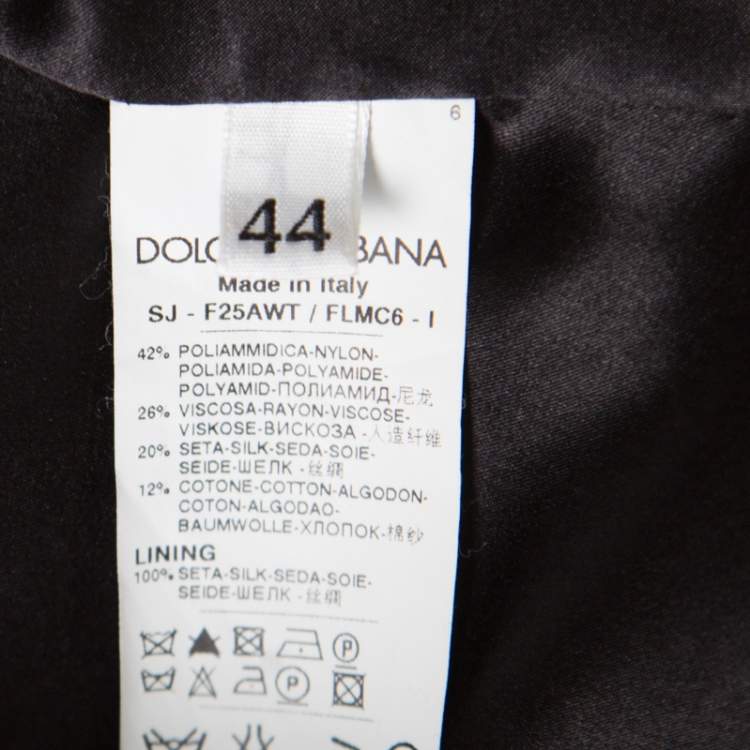 6
44
DOLC BANA
Made in Italy
SJ - F25AWT / FLMC6 - I
42% POLIAMMIDICA-NYLON-
POLIAMIDA-POLYAMIDE-
POLYAMID-ПОЛИАМИД-尼龙
26% VISCOSA-RAYON-VISCOSE-
VISKOSE-ВИСКОЗА-人造纤维
20% SETA-SILK-SEDA-SOIE-
SEIDE-ШЕЛК-丝绸
12% COTONE-COTTON-ALGODON-
COTON-ALGODAO-
BAUMWOLLE-ХЛОПОК-棉纱
LINING
100% SETA-SILK-SEDA-SOIE-
SEIDE-ШЕЛК-丝绸
P
P